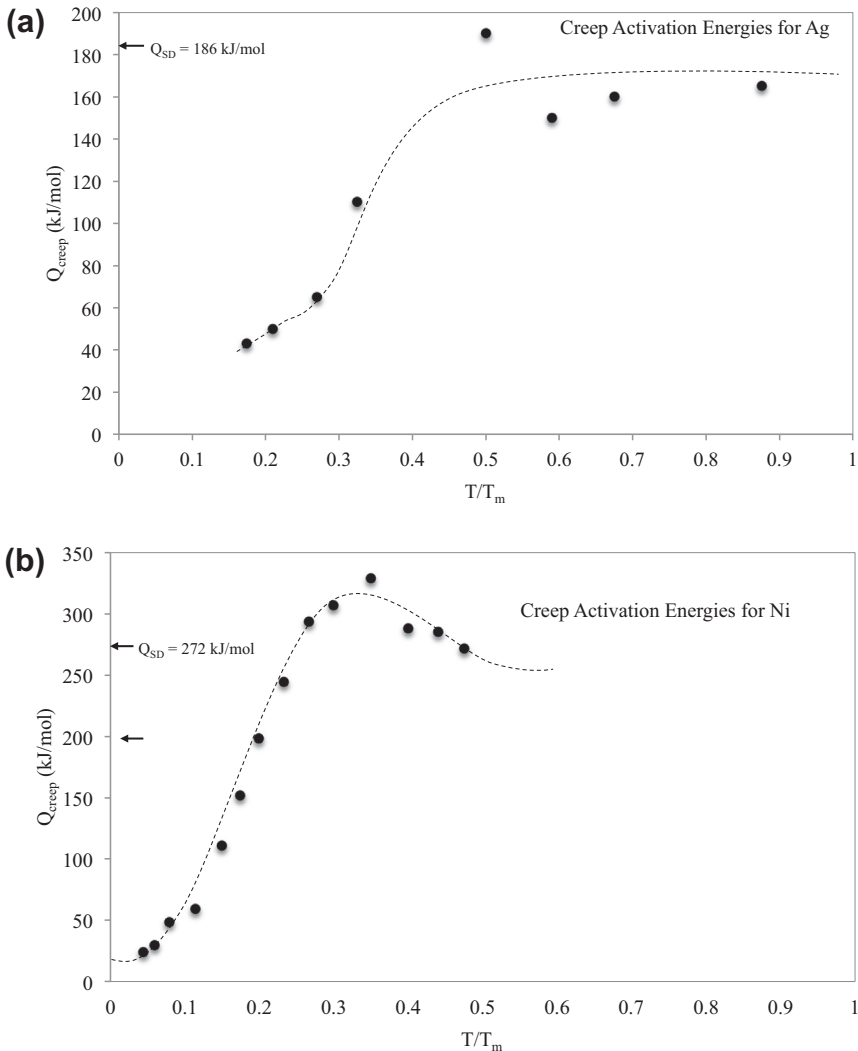 (a)
Creep Activation Energies for Ag
Q_SD = 186 kJ/mol
Q_creep (kJ/mol)
200
180
160
140
120
100
80
60
40
20
0
0 0.1 0.2 0.3 0.4 0.5 0.6 0.7 0.8 0.9 1
T/T_m
(b)
Creep Activation Energies for Ni
Q_SD = 272 kJ/mol
Q_creep (kJ/mol)
350
300
250
200
150
100
50
0
0 0.1 0.2 0.3 0.4 0.5 0.6 0.7 0.8 0.9 1
T/T_m